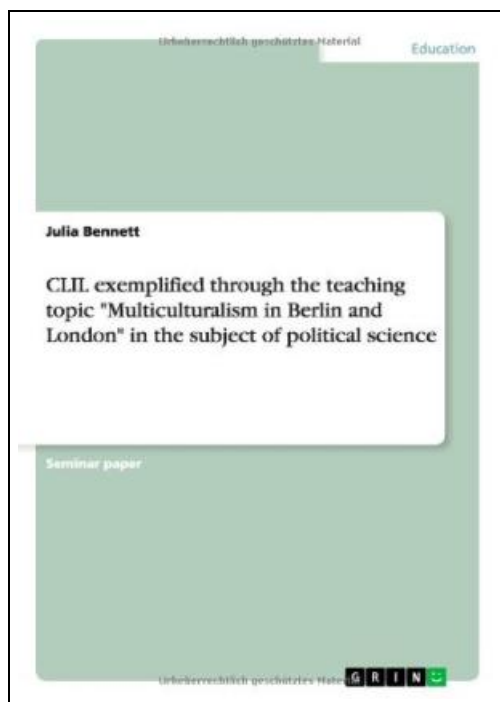 Urheberrechtlich geschütztes Material
Education
Julia Bennett
CLIL exemplified through the teaching
topic "Multiculturalism in Berlin and
London" in the subject of political science
Seminar paper
Urheberrechtlich geschütztes Mate
GRIN